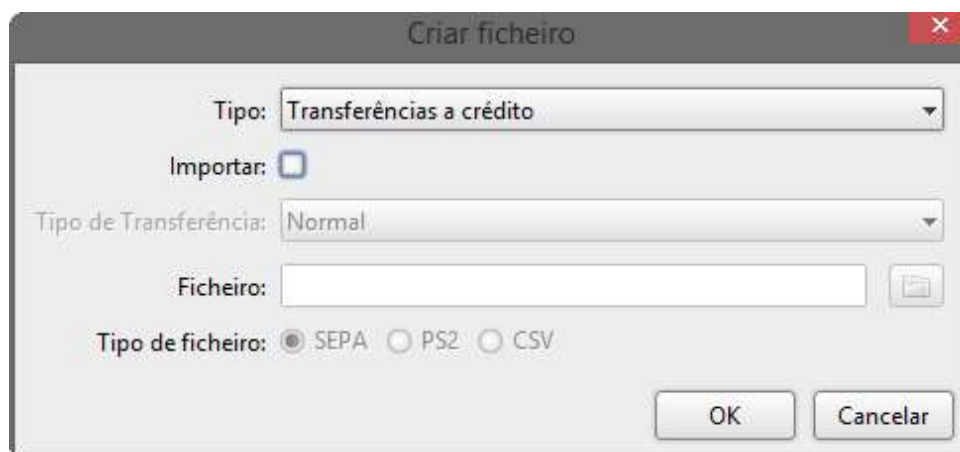 Criar ficheiro
Tipo: Transferências a crédito
Importar:
Tipo de Transferência: Normal
Ficheiro:
Tipo de ficheiro: SEPA PS2 CSV
OK Cancelar